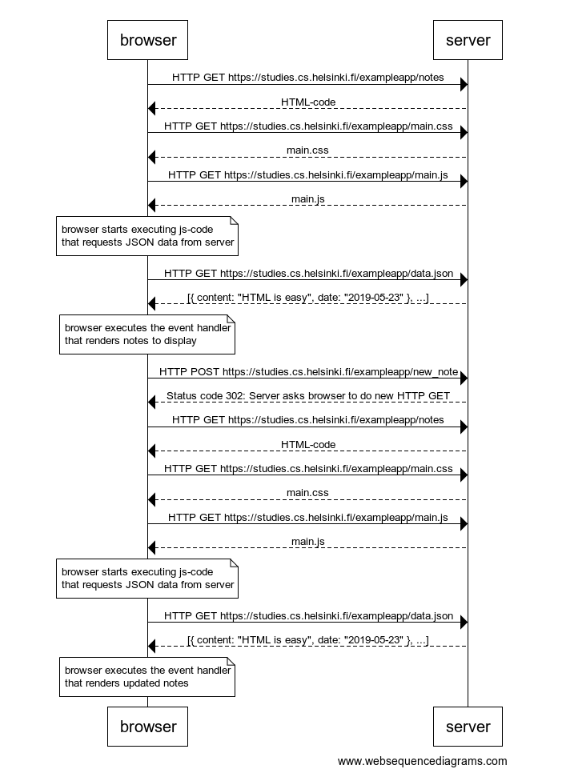 browser
server
HTTP GET https://studies.cs.helsinki.fi/exampleapp/notes
HTML-code
HTTP GET https://studies.cs.helsinki.fi/exampleapp/main.css
main.css
HTTP GET https://studies.cs.helsinki.fi/exampleapp/main.js
main.js
browser starts executing js-code
that requests JSON data from server
HTTP GET https://studies.cs.helsinki.fi/exampleapp/data.json
[{ content: "HTML is easy", date: "2019-05-23" }, ...]
browser executes the event handler
that renders notes to display
HTTP POST https://studies.cs.helsinki.fi/exampleapp/new_note
Status code 302: Server asks browser to do new HTTP GET
HTTP GET https://studies.cs.helsinki.fi/exampleapp/notes
HTML-code
HTTP GET https://studies.cs.helsinki.fi/exampleapp/main.css
main.css
HTTP GET https://studies.cs.helsinki.fi/exampleapp/main.js
main.js
browser starts executing js-code
that requests JSON data from server
HTTP GET https://studies.cs.helsinki.fi/exampleapp/data.json
[{ content: "HTML is easy", date: "2019-05-23" }, ...]
browser executes the event handler
that renders updated notes
browser
server
www.websequencediagrams.com